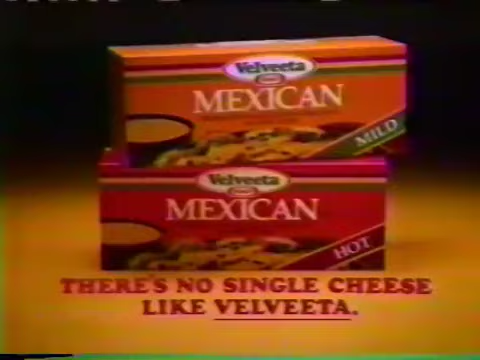 Velveeta
MEXICAN
MILD
Velveeta
MEXICAN
HOT
THERE'S NO SINGLE CHEESE
LIKE VELVEETA.